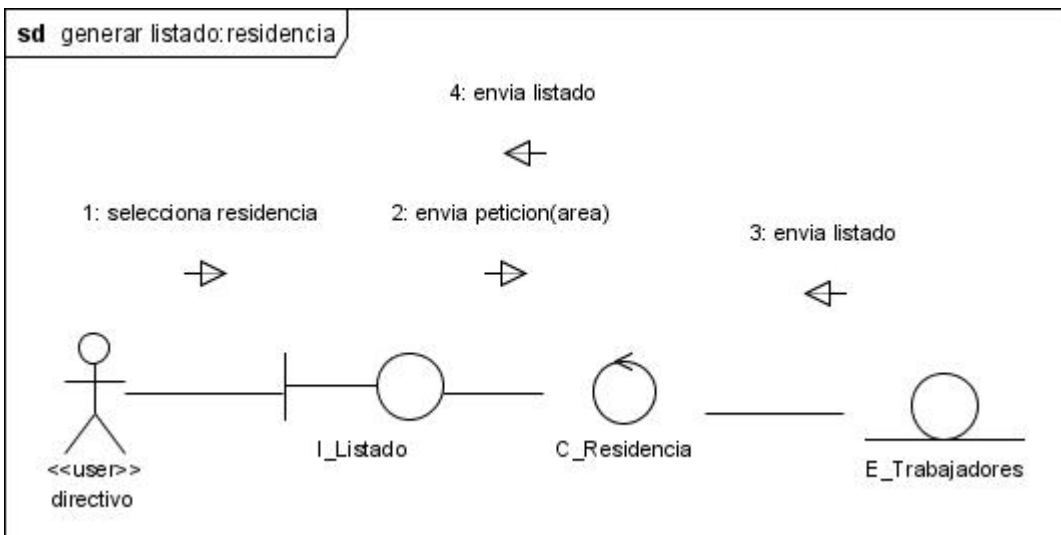 sd generar listado:residencia
4: envia listado
1: selecciona residencia
2: envia peticion(area)
3: envia listado
I_Listado
C_Residencia
E_Trabajadores
<<user>>
directivo